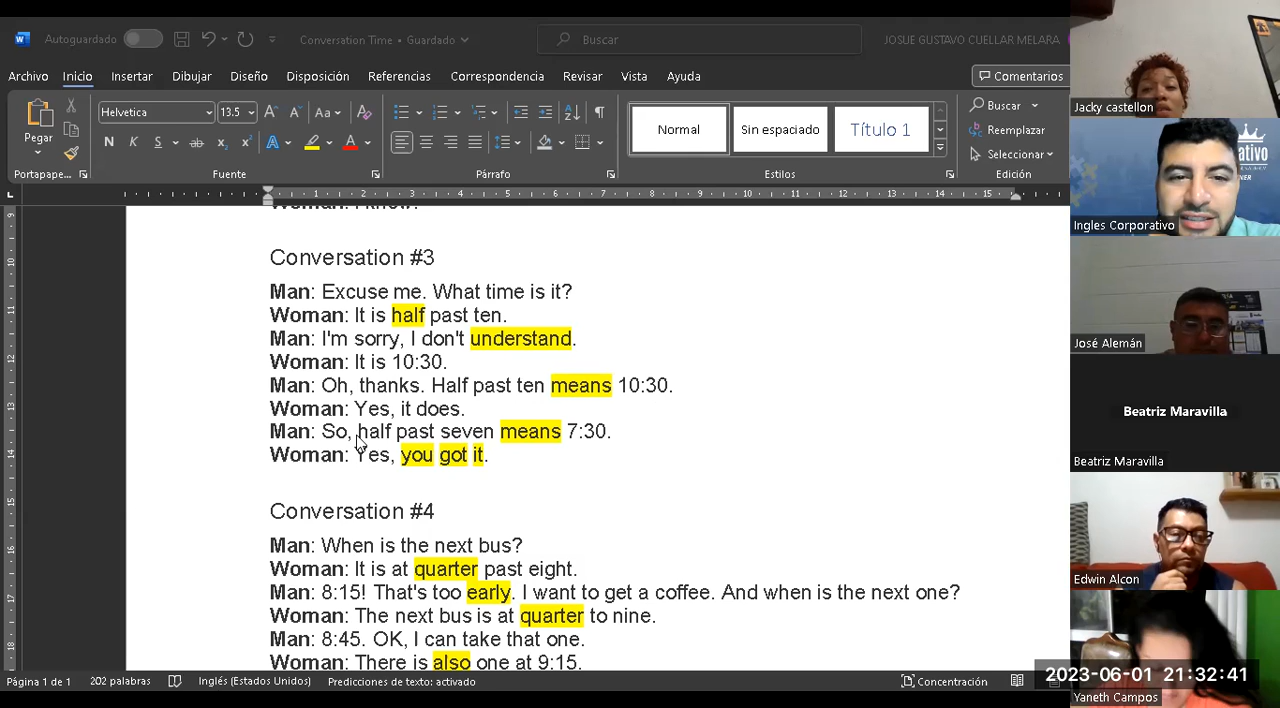 Autoguardado
Conversation Time • Guardado
Buscar
JOSUE GUSTAVO CUELLAR MELARA
Archivo Inicio Insertar Dibujar Diseño Disposición Referencias Correspondencia Revisar Vista Ayuda Comentarios
Pegar
Helvetica 13.5
Normal
Sin espaciado
Título 1
Buscar
Reemplazar
Seleccionar
Portapape...
Fuente
Párrafo
Estilos
Edición
Woman: I know.
Conversation #3
Man: Excuse me. What time is it?
Woman: It is half past ten.
Man: I'm sorry, I don't understand.
Woman: It is 10:30.
Man: Oh, thanks. Half past ten means 10:30.
Woman: Yes, it does.
Man: So, half past seven means 7:30.
Woman: Yes, you got it.
Conversation #4
Man: When is the next bus?
Woman: It is at quarter past eight.
Man: 8:15! That's too early. I want to get a coffee. And when is the next one?
Woman: The next bus is at quarter to nine.
Man: 8:45. OK, I can take that one.
Woman: There is also one at 9:15.
Página 1 de 1 202 palabras Inglés (Estados Unidos) Predicciones de texto: activado Concentración
Jacky castellon
Ingles Corporativo
José Alemán
Beatriz Maravilla
Beatriz Maravilla
Edwin Alcon
2023-06-01 21:32:41
Yaneth Campos